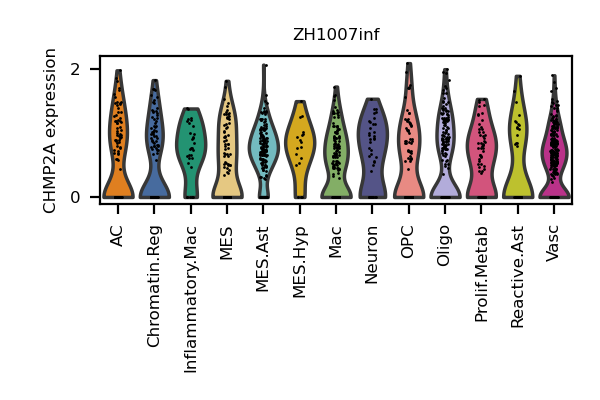 ZH1007inf
CHMP2A expression
2
0
AC
Chromatin.Reg
Inflammatory.Mac
MES
MES.Ast
MES.Hyp
Mac
Neuron
OPC
Oligo
Prolif.Metab
Reactive.Ast
Vasc